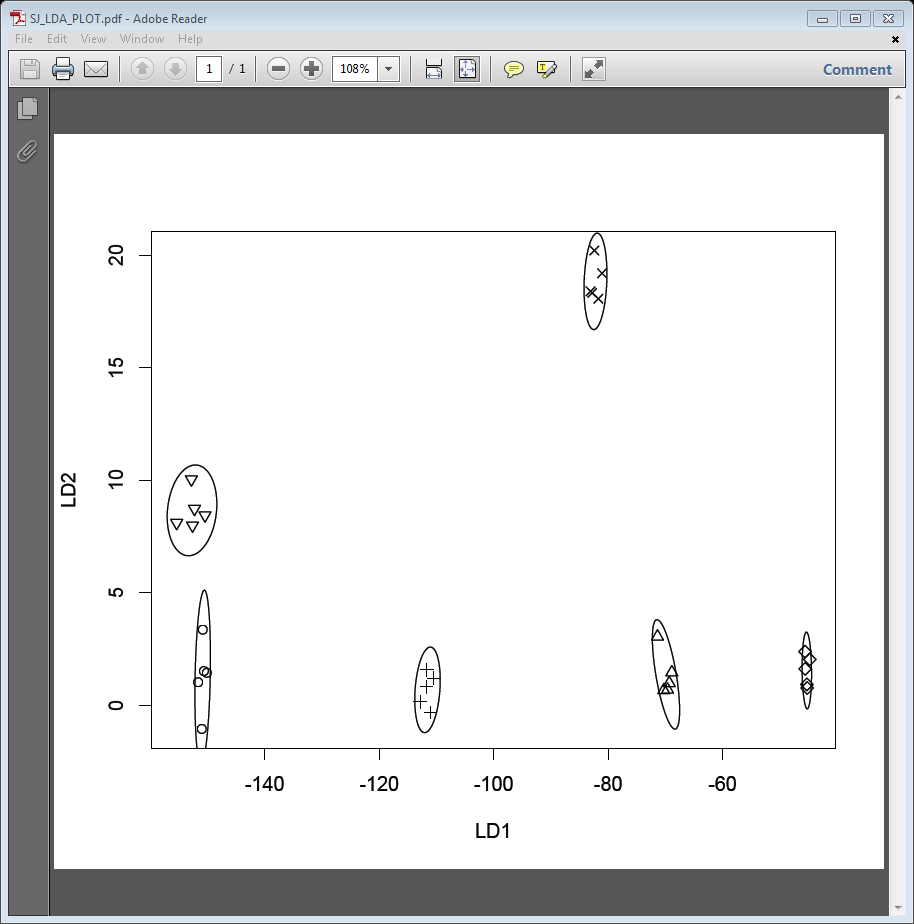 SJ_LDA_PLOT.pdf - Adobe Reader
File Edit View Window Help
1 / 1 108% Comment
20
15
10
5
0
LD2
-140 -120 -100 -80 -60
LD1